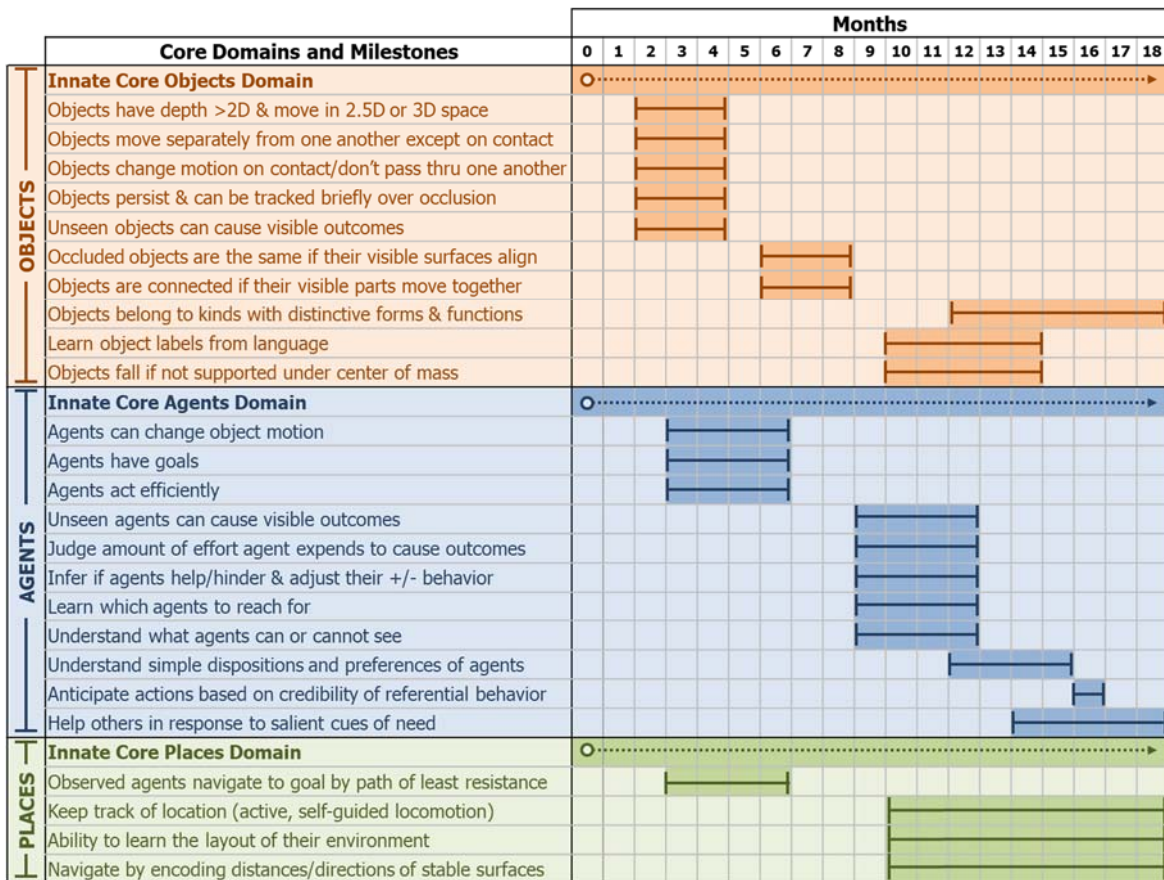 Months
Core Domains and Milestones 0 1 2 3 4 5 6 7 8 9 10 11 12 13 14 15 16 17 18
OBJECTS
Innate Core Objects Domain
Objects have depth >2D & move in 2.5D or 3D space
Objects move separately from one another except on contact
Objects change motion on contact/don't pass thru one another
Objects persist & can be tracked briefly over occlusion
Unseen objects can cause visible outcomes
Occluded objects are the same if their visible surfaces align
Objects are connected if their visible parts move together
Objects belong to kinds with distinctive forms & functions
Learn object labels from language
Objects fall if not supported under center of mass
AGENTS
Innate Core Agents Domain
Agents can change object motion
Agents have goals
Agents act efficiently
Unseen agents can cause visible outcomes
Judge amount of effort agent expends to cause outcomes
Infer if agents help/hinder & adjust their +/- behavior
Learn which agents to reach for
Understand what agents can or cannot see
Understand simple dispositions and preferences of agents
Anticipate actions based on credibility of referential behavior
Help others in response to salient cues of need
PLACES
Innate Core Places Domain
Observed agents navigate to goal by path of least resistance
Keep track of location (active, self-guided locomotion)
Ability to learn the layout of their environment
Navigate by encoding distances/directions of stable surfaces